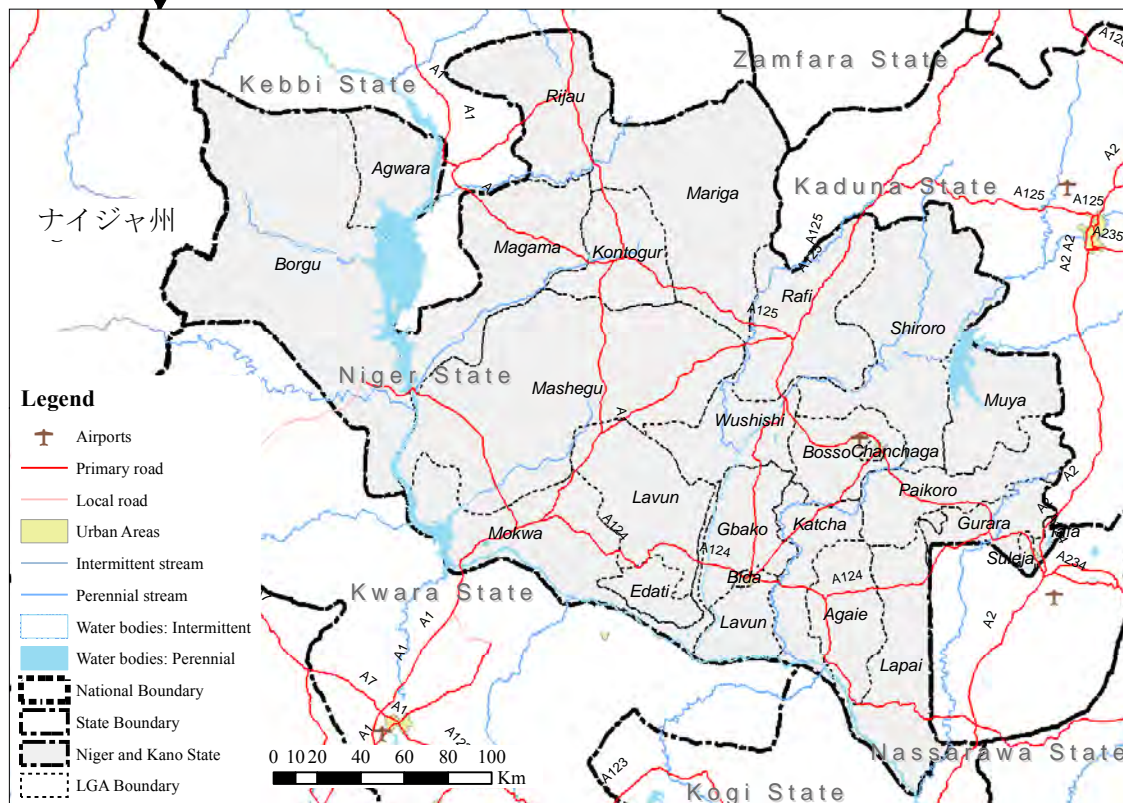 Zamfara State
A126
Kebbi State
A1
A1
Rijau
A2
Agwara
Mariga
Kaduna State
A125
A125
A125
A235
ナイジャ州
Magama
Kontogur
A125
A2
A2
Borgu
Rafi
A125
Shiroro
Niger State
Mashegu
Muya
Wushishi
Bosso
Chanchaga
A2
Lavun
Paikoro
Gbako
Katcha
Gurara
A124
Mokwa
A124
Tafa
Suleja
A234
Bida
A124
Edati
Kwara State
Agaie
A1
Lavun
A2
A1
Lapai
A7
A1
A1
Nassarawa State
A123
Kogi State
Legend
Airports
Primary road
Local road
Urban Areas
Intermittent stream
Perennial stream
Water bodies: Intermittent
Water bodies: Perennial
National Boundary
State Boundary
Niger and Kano State
LGA Boundary
0 10 20 40 60 80 100
Km